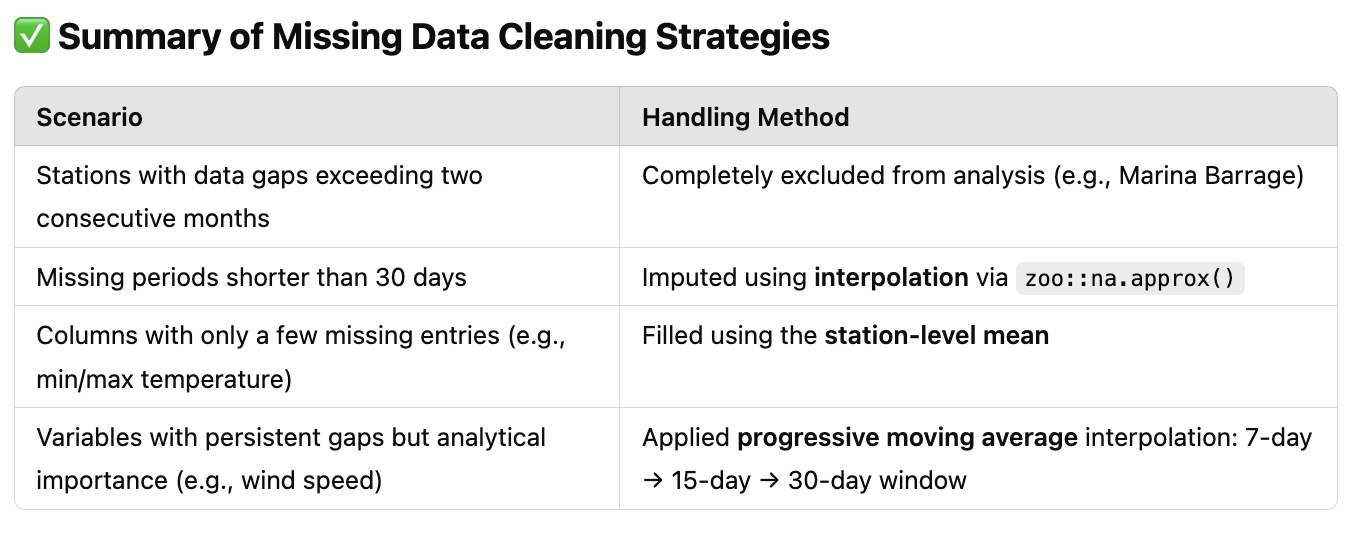 ✅ Summary of Missing Data Cleaning Strategies
Scenario
Handling Method
Stations with data gaps exceeding two
consecutive months
Completely excluded from analysis (e.g., Marina Barrage)
Missing periods shorter than 30 days
Imputed using interpolation via zoo::na.approx()
Columns with only a few missing entries (e.g.,
min/max temperature)
Filled using the station-level mean
Variables with persistent gaps but analytical
importance (e.g., wind speed)
Applied progressive moving average interpolation: 7-day
→ 15-day → 30-day window